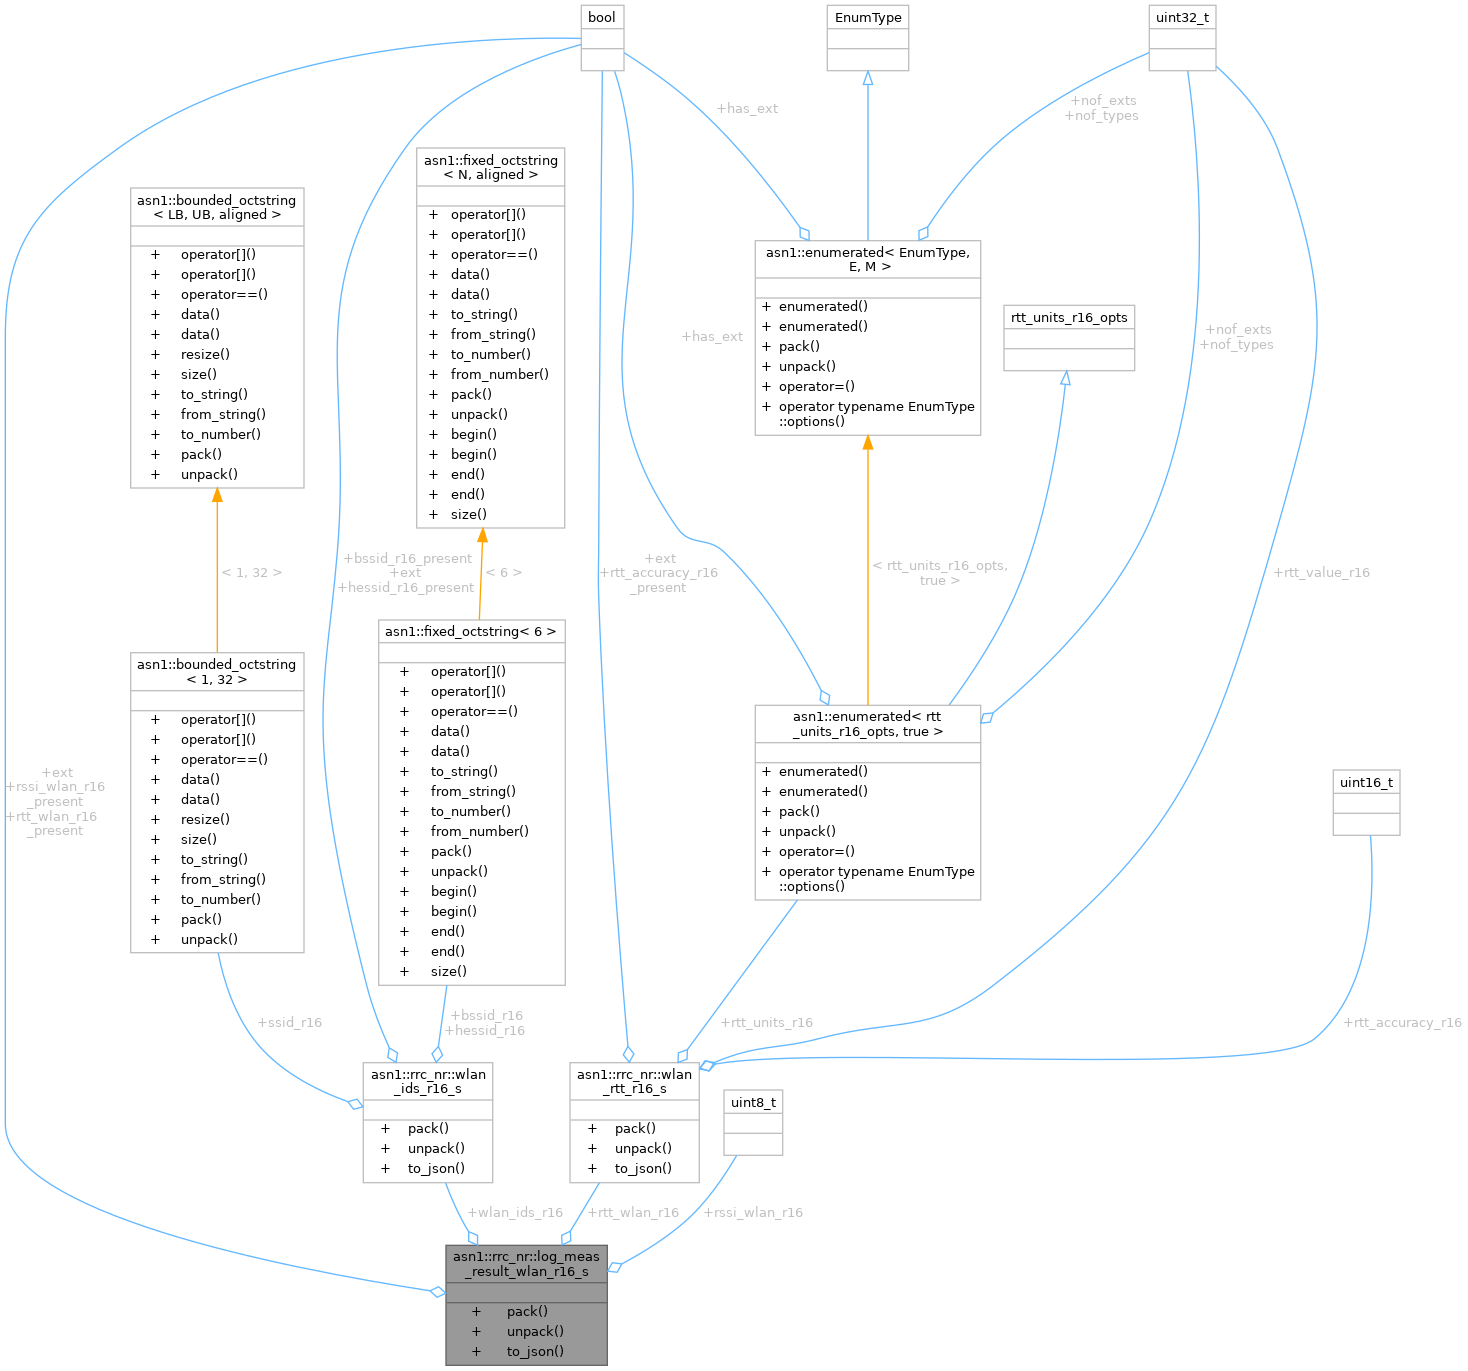 bool
EnumType
uint32_t
+has_ext
+nof_exts
+nof_types
asn1::fixed_octstring
< N, aligned >
+ operator[]()
+ operator[]()
+ operator==()
+ data()
+ data()
+ to_string()
+ from_string()
+ to_number()
+ from_number()
+ pack()
+ unpack()
+ begin()
+ begin()
+ end()
+ end()
+ size()
asn1::bounded_octstring
< LB, UB, aligned >
+ operator[]()
+ operator[]()
+ operator==()
+ data()
+ data()
+ resize()
+ size()
+ to_string()
+ from_string()
+ to_number()
+ pack()
+ unpack()
asn1::enumerated< EnumType,
E, M >
+ enumerated()
+ enumerated()
+ pack()
+ unpack()
+ operator=()
+ operator typename EnumType
::options()
rtt_units_r16_opts
+has_ext
+nof_exts
+nof_types
< 1, 32 >
+bssid_r16_present
+ext
+hessid_r16_present
< 6 >
+ext
+rtt_accuracy_r16
_present
< rtt_units_r16_opts,
true >
+rtt_value_r16
asn1::bounded_octstring
< 1, 32 >
+ operator[]()
+ operator[]()
+ operator==()
+ data()
+ data()
+ resize()
+ size()
+ to_string()
+ from_string()
+ to_number()
+ pack()
+ unpack()
asn1::fixed_octstring< 6 >
+ operator[]()
+ operator[]()
+ operator==()
+ data()
+ data()
+ to_string()
+ from_string()
+ to_number()
+ from_number()
+ pack()
+ unpack()
+ begin()
+ begin()
+ end()
+ end()
+ size()
asn1::enumerated< rtt
_units_r16_opts, true >
+ enumerated()
+ enumerated()
+ pack()
+ unpack()
+ operator=()
+ operator typename EnumType
::options()
uint16_t
+ext
+rssi_wlan_r16
_present
+rtt_wlan_r16
_present
+ssid_r16
+bssid_r16
+hessid_r16
+rtt_units_r16
+rtt_accuracy_r16
asn1::rrc_nr::wlan
_ids_r16_s
+ pack()
+ unpack()
+ to_json()
asn1::rrc_nr::wlan
_rtt_r16_s
+ pack()
+ unpack()
+ to_json()
uint8_t
+wlan_ids_r16
+rtt_wlan_r16
+rssi_wlan_r16
asn1::rrc_nr::log_meas
_result_wlan_r16_s
+ pack()
+ unpack()
+ to_json()